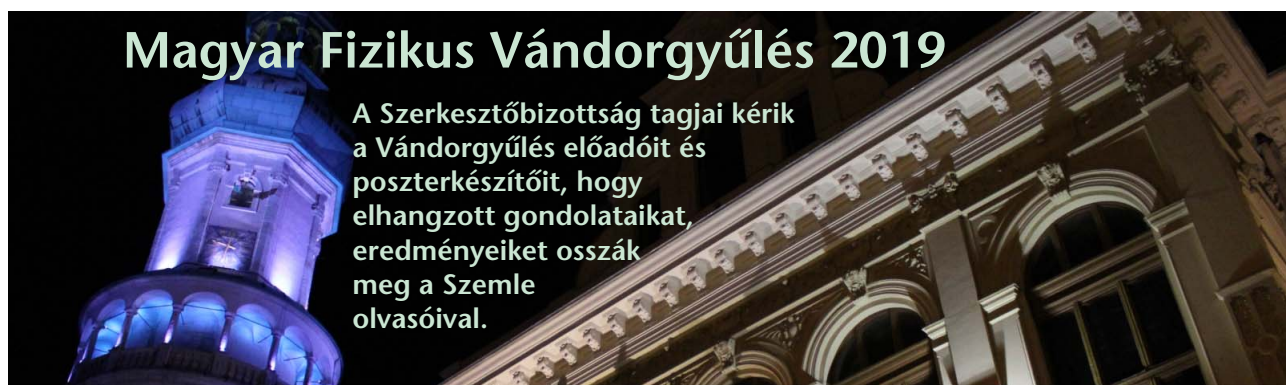 Magyar Fizikus Vándorgyűlés 2019
A Szerkesztőbizottság tagjai kérik
a Vándorgyűlés előadóit és
poszterkészítőit, hogy
elhangzott gondolataikat,
eredményeiket osszák
meg a Szemle
olvasóival.